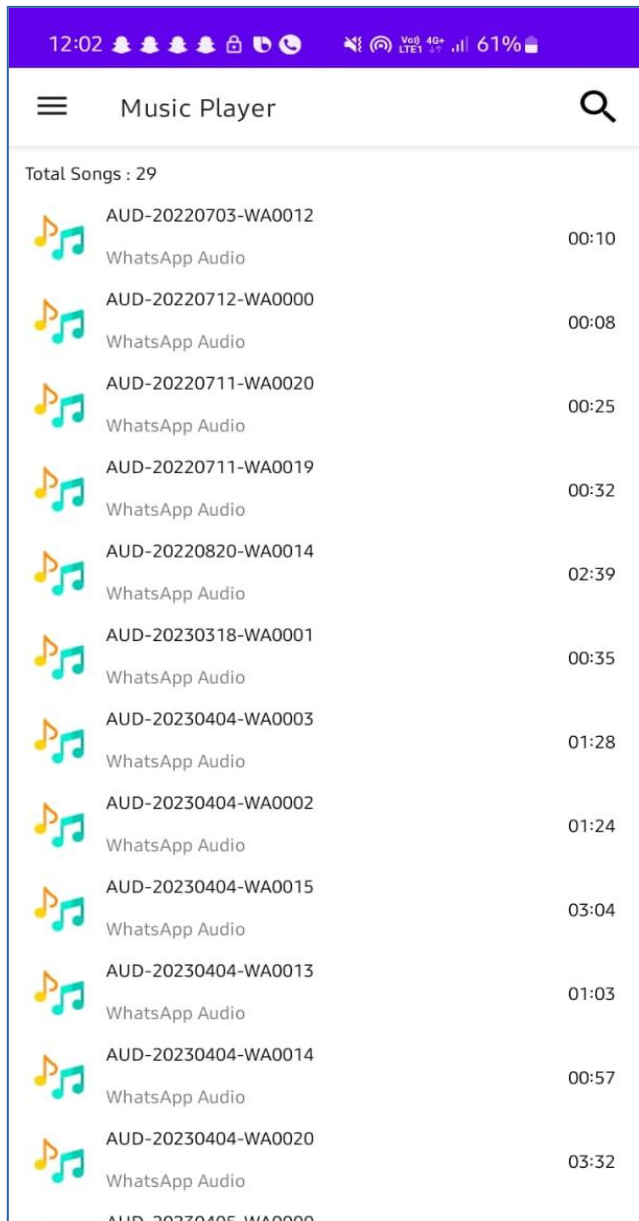 12:02 Vo)) LTE1 4G+ 61%
Music Player
Total Songs : 29
AUD-20220703-WA0012
00:10
WhatsApp Audio
AUD-20220712-WA0000
00:08
WhatsApp Audio
AUD-20220711-WA0020
00:25
WhatsApp Audio
AUD-20220711-WA0019
00:32
WhatsApp Audio
AUD-20220820-WA0014
02:39
WhatsApp Audio
AUD-20230318-WA0001
00:35
WhatsApp Audio
AUD-20230404-WA0003
01:28
WhatsApp Audio
AUD-20230404-WA0002
01:24
WhatsApp Audio
AUD-20230404-WA0015
03:04
WhatsApp Audio
AUD-20230404-WA0013
01:03
WhatsApp Audio
AUD-20230404-WA0014
00:57
WhatsApp Audio
AUD-20230404-WA0020
03:32
WhatsApp Audio